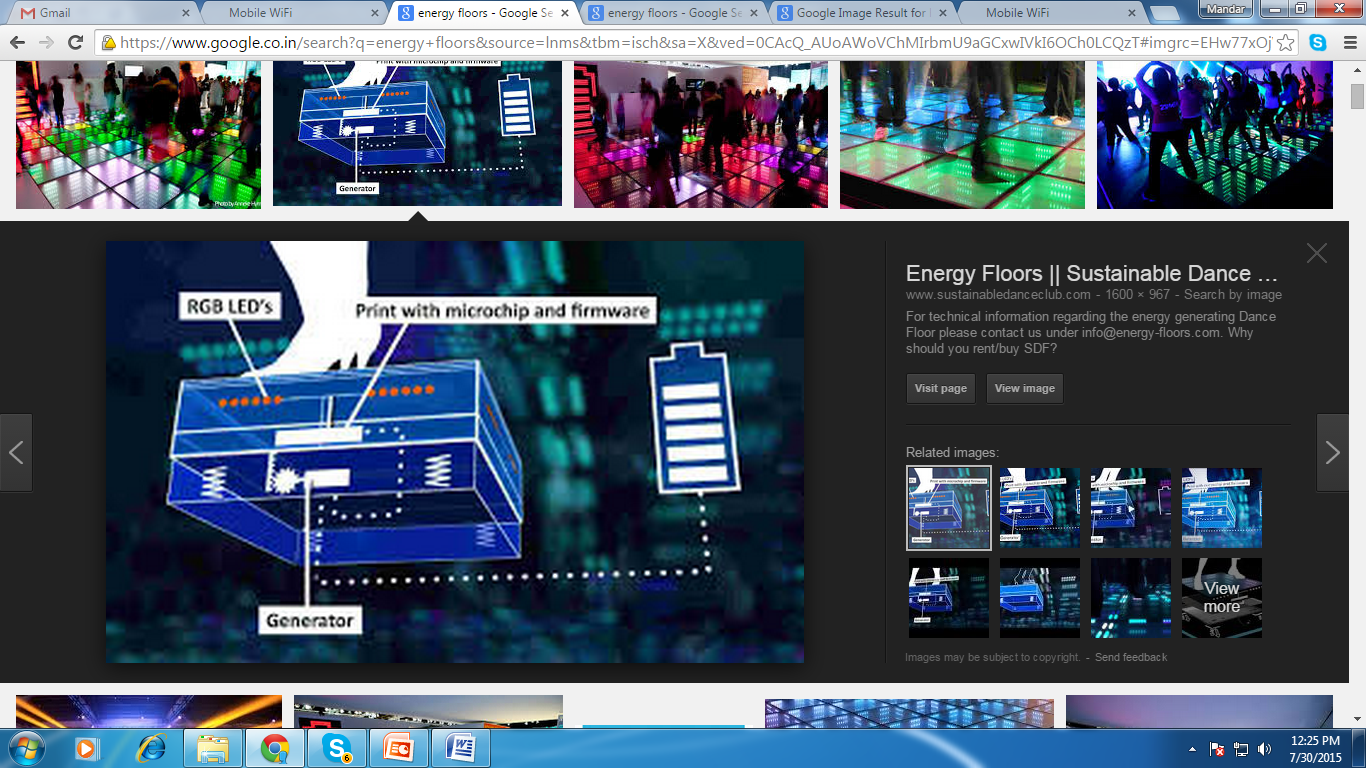 Gmail
Mobile WiFi
energy floors - Google Se
energy floors - Google Se
Google Image Result for
Mobile WiFi
Mandar
https://www.google.co.in/search?q=energy+floors&source=lnms&tbm=isch&sa=X&ved=0CAcQ_AUoAWoVChMIrbmU9aGCxwIVkI6OCh0LCQzT#imgrc=EHw77xOj
Print with microchip and firmware
Generator
RGB LED's
Print with microchip and firmware
Generator
Energy Floors || Sustainable Dance ...
www.sustainabledanceclub.com - 1600 × 967 - Search by image
For technical information regarding the energy generating Dance
Floor please contact us under info@energy-floors.com. Why
should you rent/buy SDF?
Visit page
View image
Related images:
View
more
Images may be subject to copyright. - Send feedback
6
12:25 PM
7/30/2015